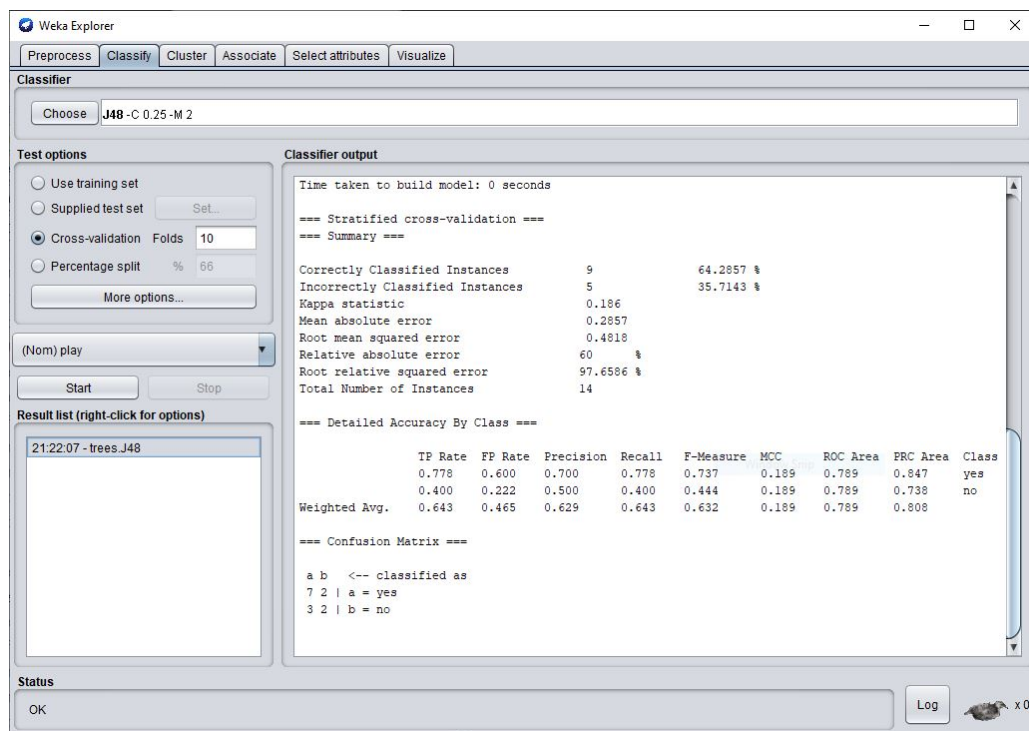 Weka Explorer
Preprocess Classify Cluster Associate Select attributes Visualize
Classifier
Choose J48 -C 0.25 -M 2
Test options
Use training set
Supplied test set Set...
Cross-validation Folds 10
Percentage split % 66
More options...
(Nom) play
Start Stop
Result list (right-click for options)
21:22:07 - trees.J48
Classifier output
Time taken to build model: 0 seconds
=== Stratified cross-validation ===
=== Summary ===
Correctly Classified Instances 9 64.2857 %
Incorrectly Classified Instances 5 35.7143 %
Kappa statistic 0.186
Mean absolute error 0.2857
Root mean squared error 0.4818
Relative absolute error 60 %
Root relative squared error 97.6586 %
Total Number of Instances 14
=== Detailed Accuracy By Class ===
TP Rate FP Rate Precision Recall F-Measure MCC ROC Area PRC Area Class
0.778 0.600 0.700 0.778 0.737 0.189 0.789 0.847 yes
0.400 0.222 0.500 0.400 0.444 0.189 0.789 0.738 no
Weighted Avg. 0.643 0.465 0.629 0.643 0.632 0.189 0.789 0.808
=== Confusion Matrix ===
a b <-- classified as
7 2 | a = yes
3 2 | b = no
Status
OK
Log
x 0